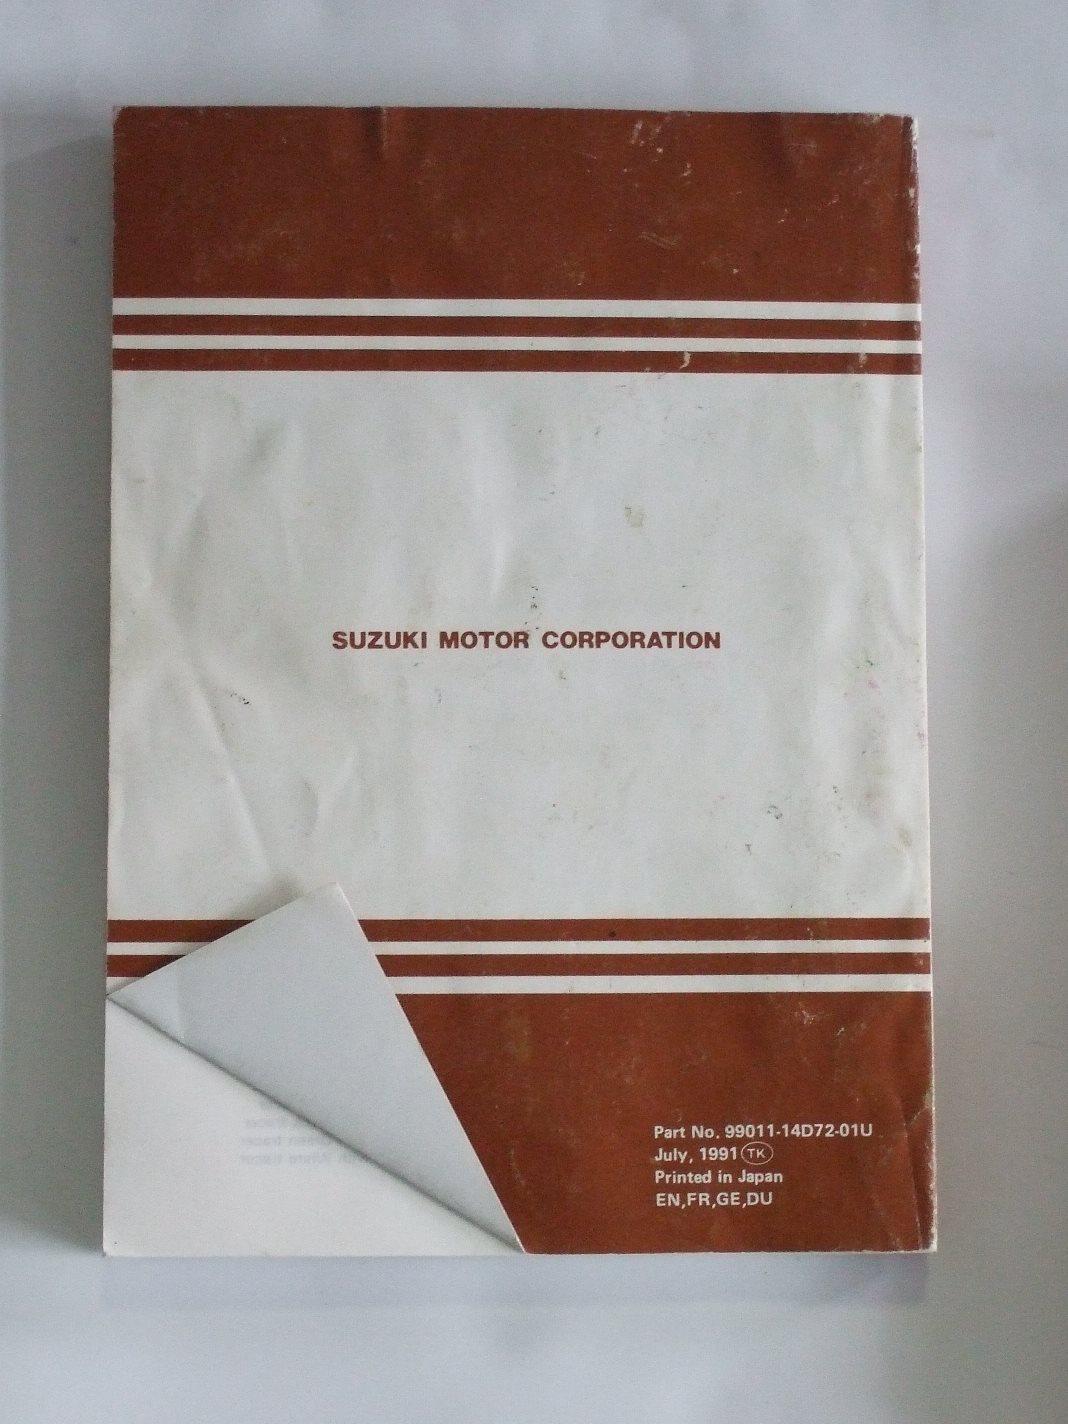 SUZUKI MOTOR CORPORATION
Part No. 99011-14D72-01U
July, 1991 TK
Printed in Japan
EN,FR,GE,DU